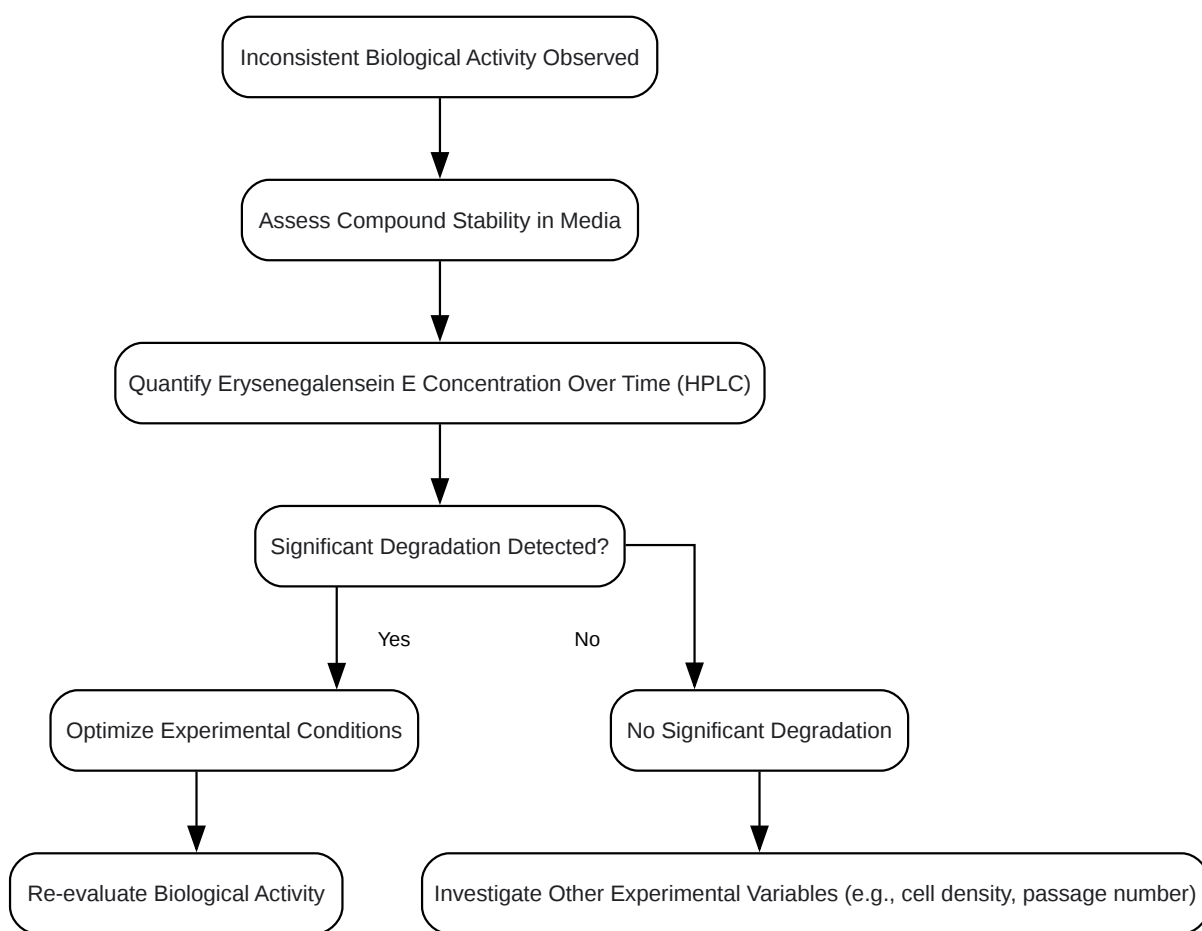 Inconsistent Biological Activity Observed
Assess Compound Stability in Media
Quantify Erysenegalensein E Concentration Over Time (HPLC)
Significant Degradation Detected?
Yes
No
Optimize Experimental Conditions
No Significant Degradation
Re-evaluate Biological Activity
Investigate Other Experimental Variables (e.g., cell density, passage number)